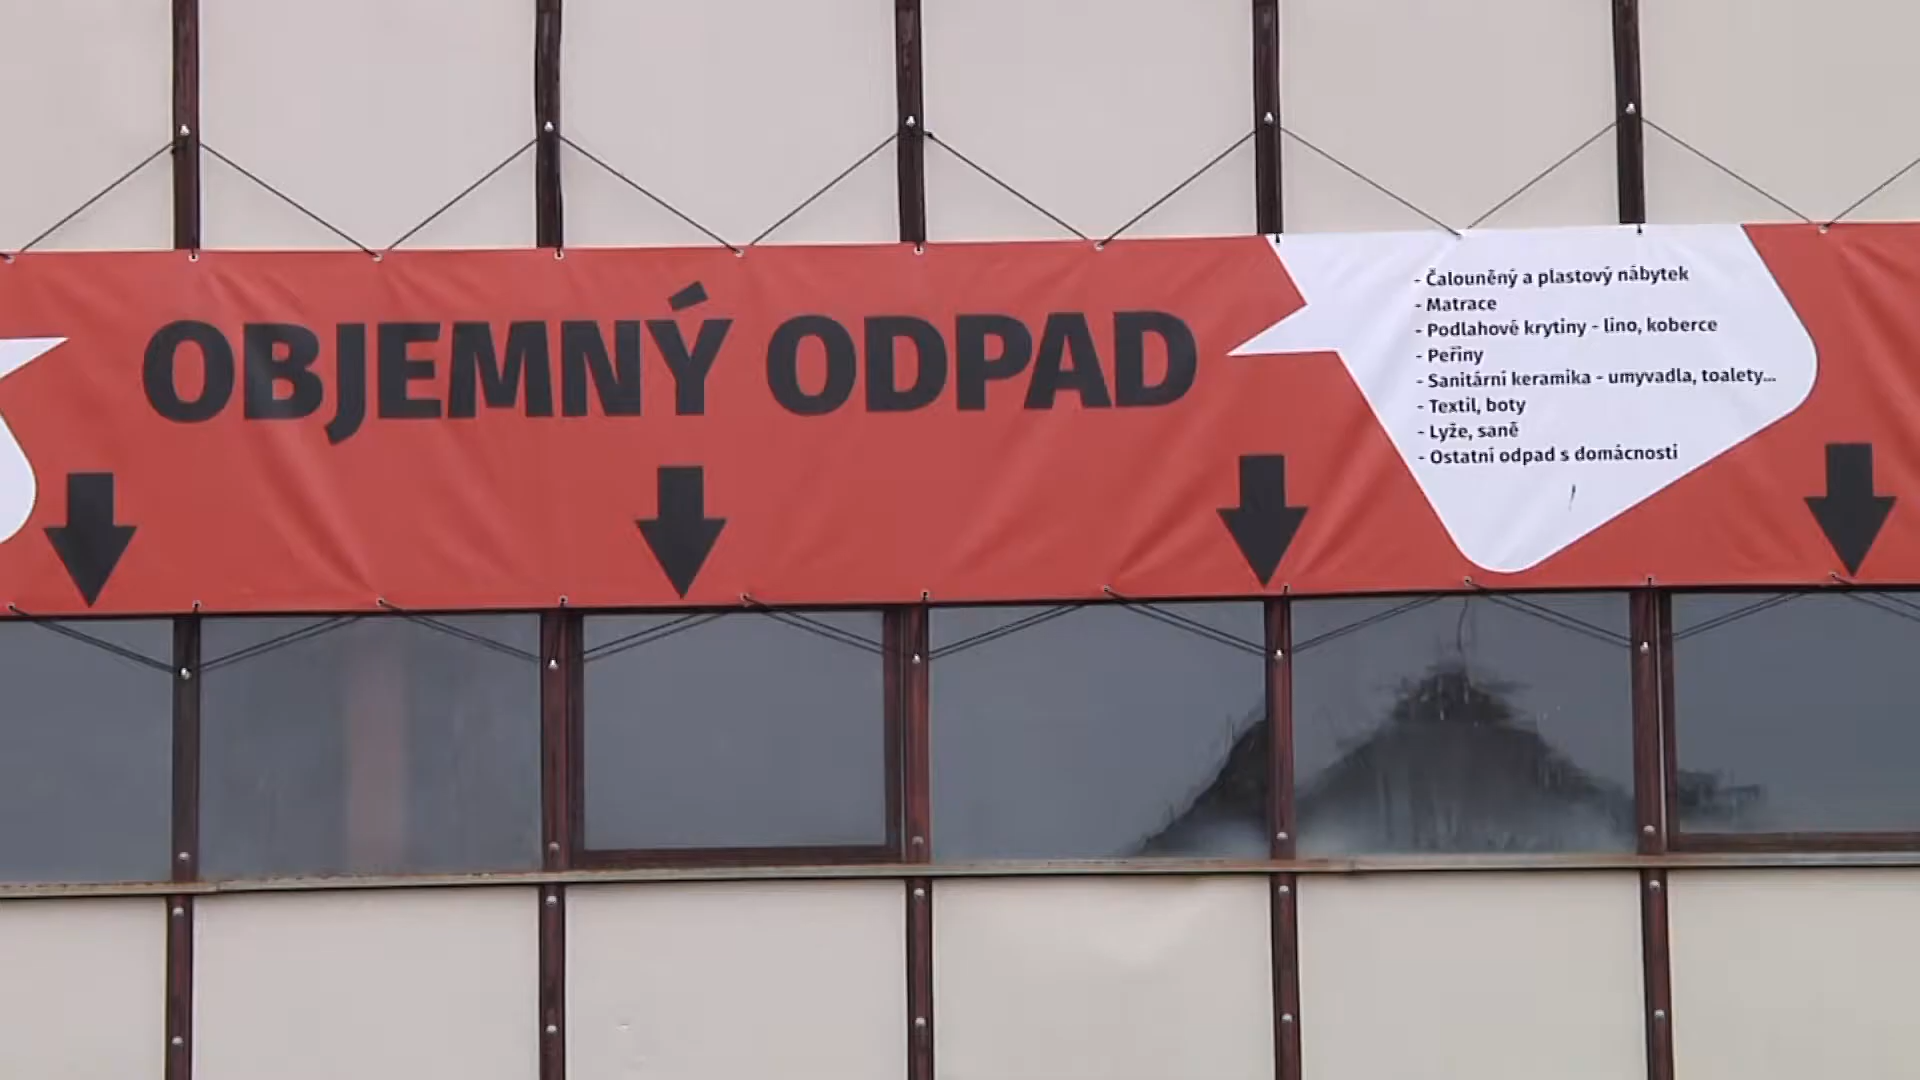 OBJEMNÝ ODPAD
- Čalouněný a plastový nábytek
- Matrace
- Podlahové krytiny - lino, koberce
- Peřiny
- Sanitární keramika - umyvadla, toalety...
- Textil, boty
- Lyže, saně
- Ostatní odpad s domácnosti